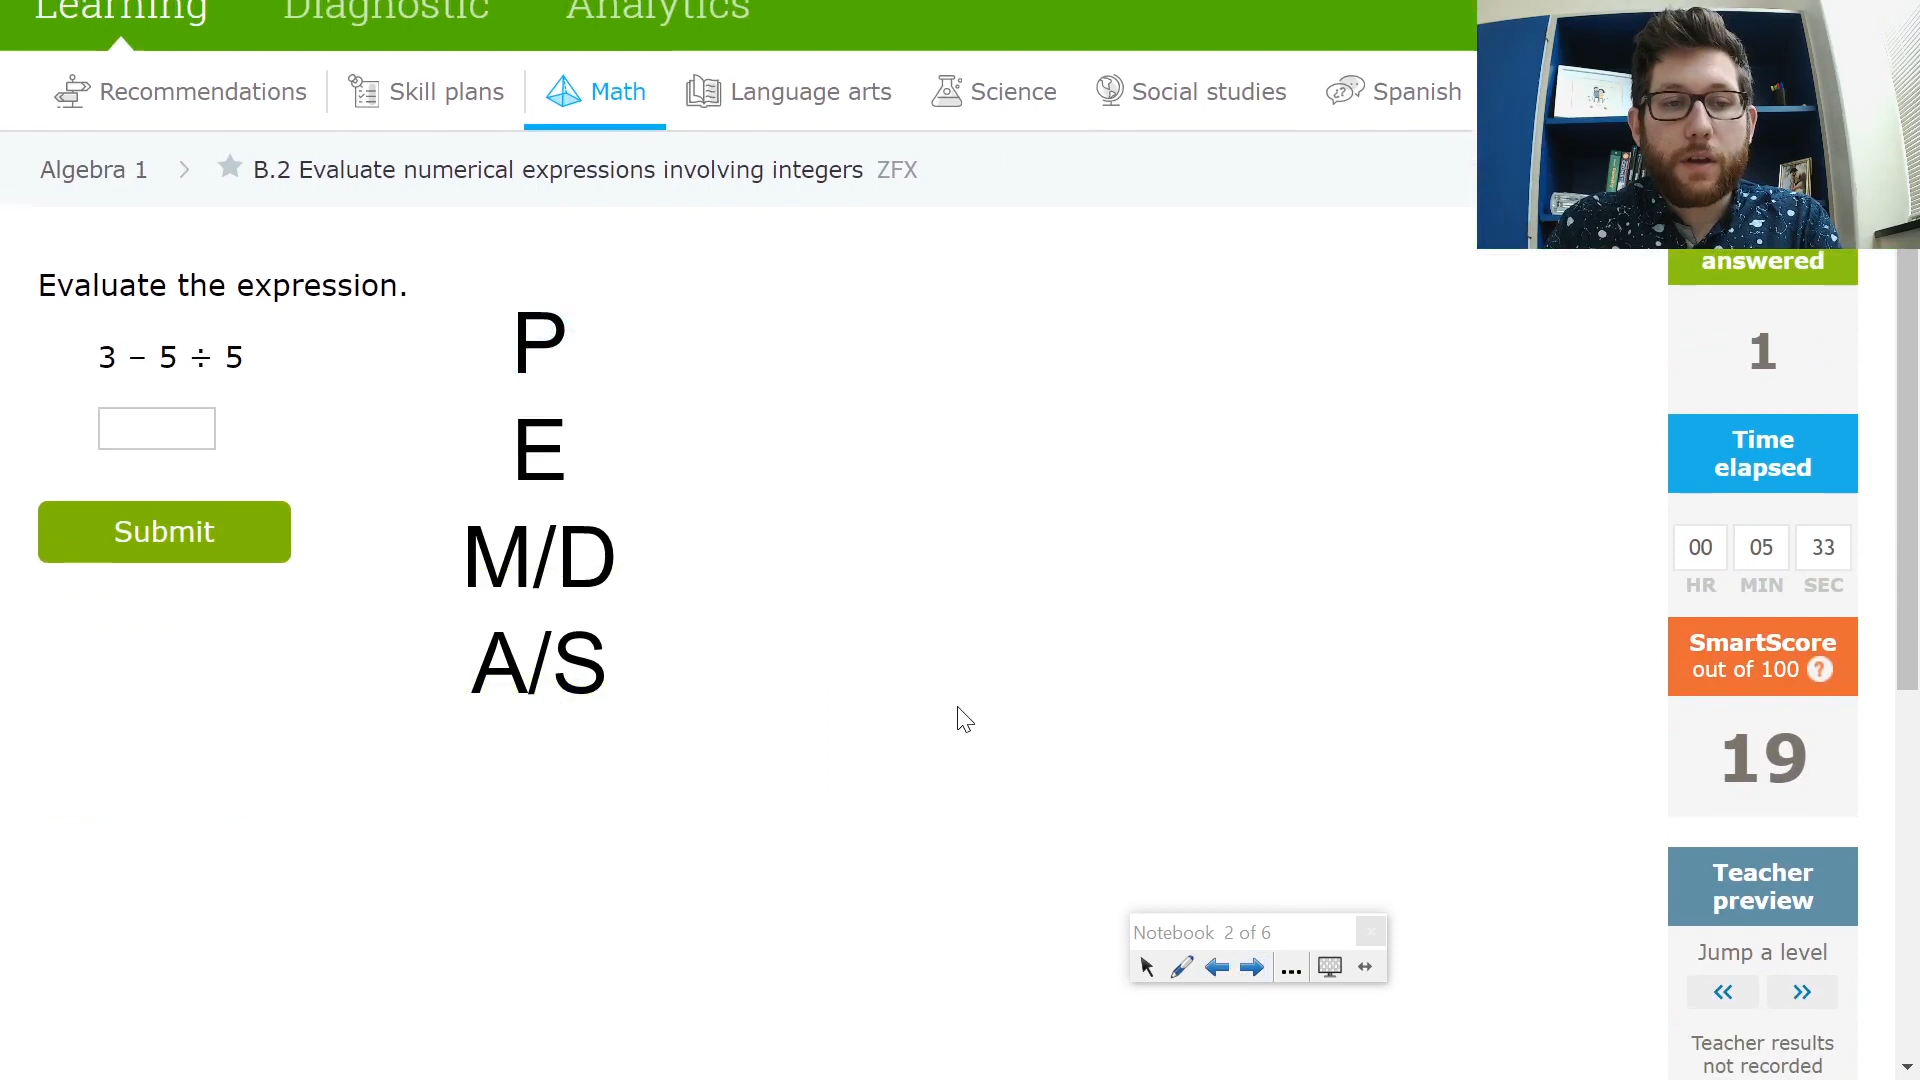 Learning Diagnostic Analytics
Recommendations Skill plans Math Language arts Science Social studies Spanish
Algebra 1 > B.2 Evaluate numerical expressions involving integers ZFX
Evaluate the expression.
3 – 5 ÷ 5
Submit
P
E
M/D
A/S
answered
1
Time
elapsed
00 05 33
HR MIN SEC
SmartScore
out of 100 ?
19
Teacher
preview
Jump a level
« »
Teacher results
not recorded
Notebook 2 of 6
...